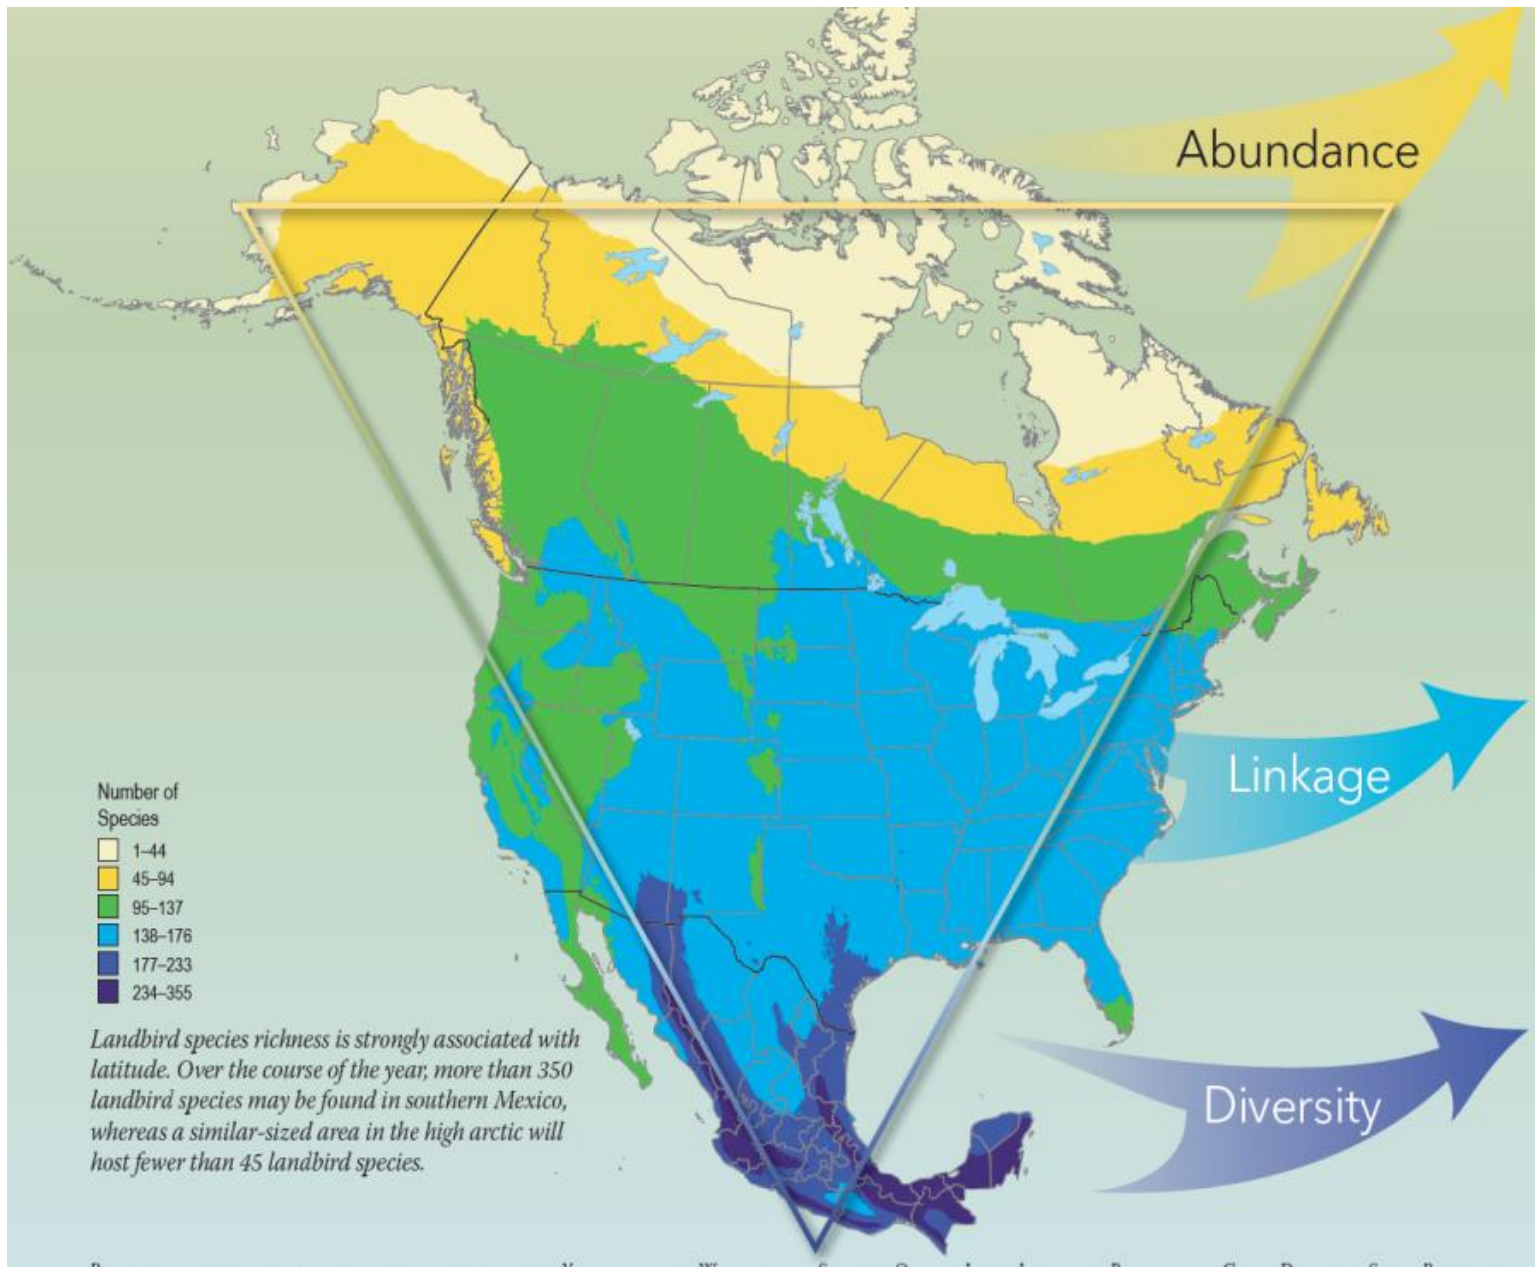 Abundance
Linkage
Number of
Species
1–44
45–94
95–137
138–176
177–233
234–355
Landbird species richness is strongly associated with
latitude. Over the course of the year, more than 350
landbird species may be found in southern Mexico,
whereas a similar-sized area in the high arctic will
host fewer than 45 landbird species.
Diversity